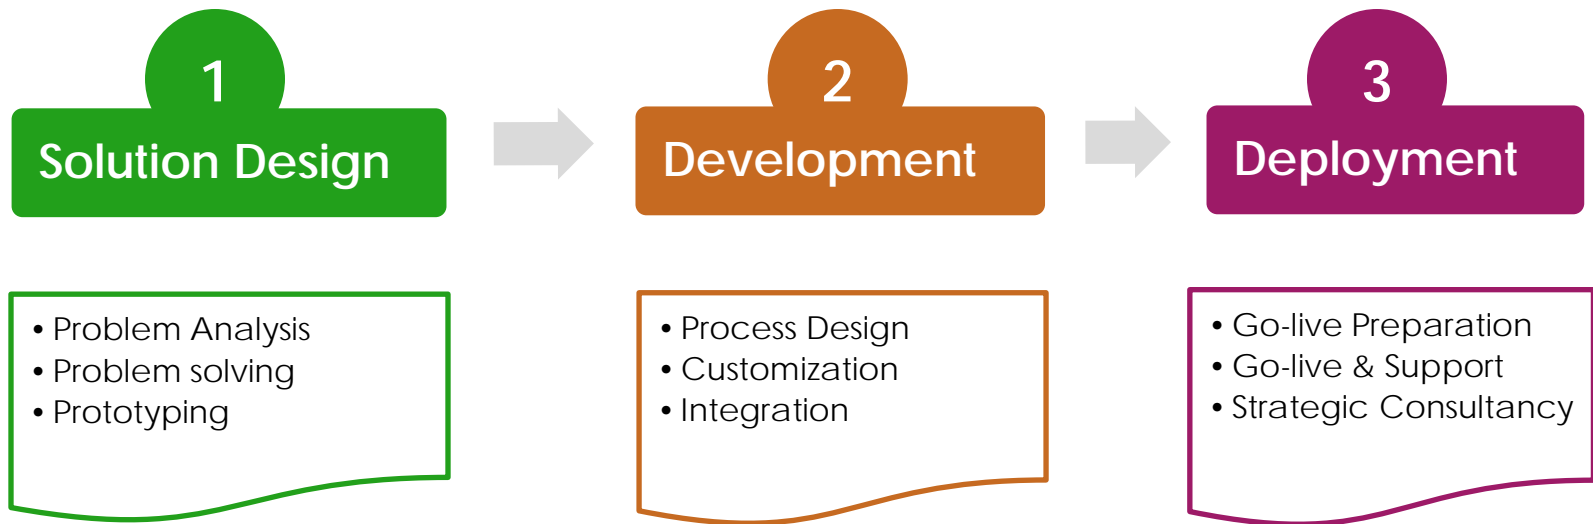 1
Solution Design
• Problem Analysis
• Problem solving
• Prototyping
2
Development
• Process Design
• Customization
• Integration
3
Deployment
• Go-live Preparation
• Go-live & Support
• Strategic Consultancy